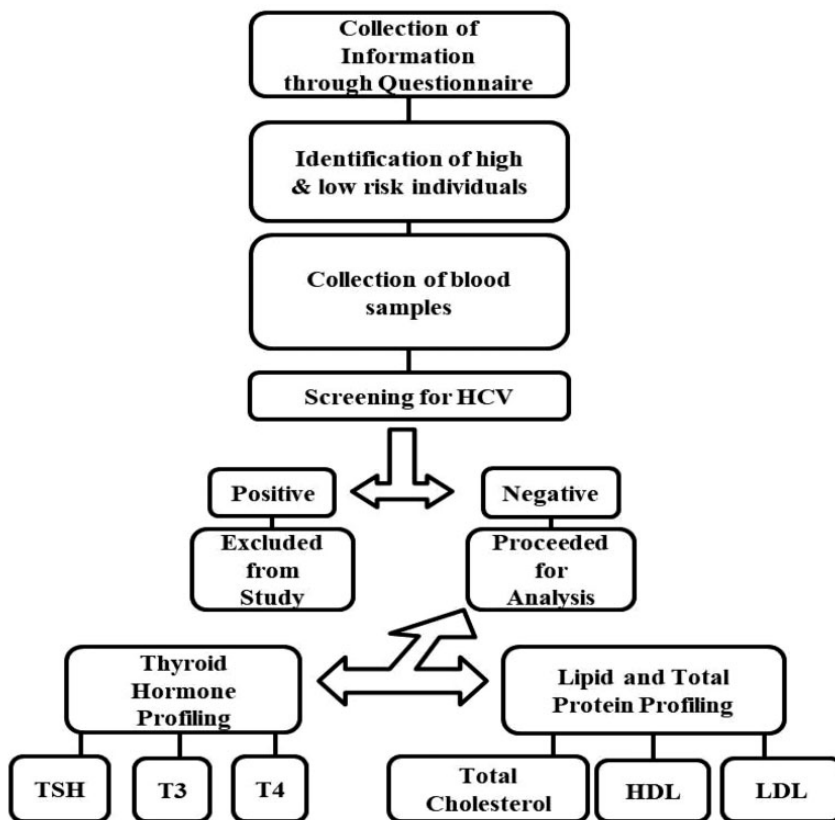 Collection of
Information
through Questionnaire
Identification of high
& low risk individuals
Collection of blood
samples
Screening for HCV
Positive
Negative
Excluded
from
Study
Proceeded
for
Analysis
Thyroid
Hormone
Profiling
Lipid and Total
Protein Profiling
TSH
T3
T4
Total
Cholesterol
HDL
LDL